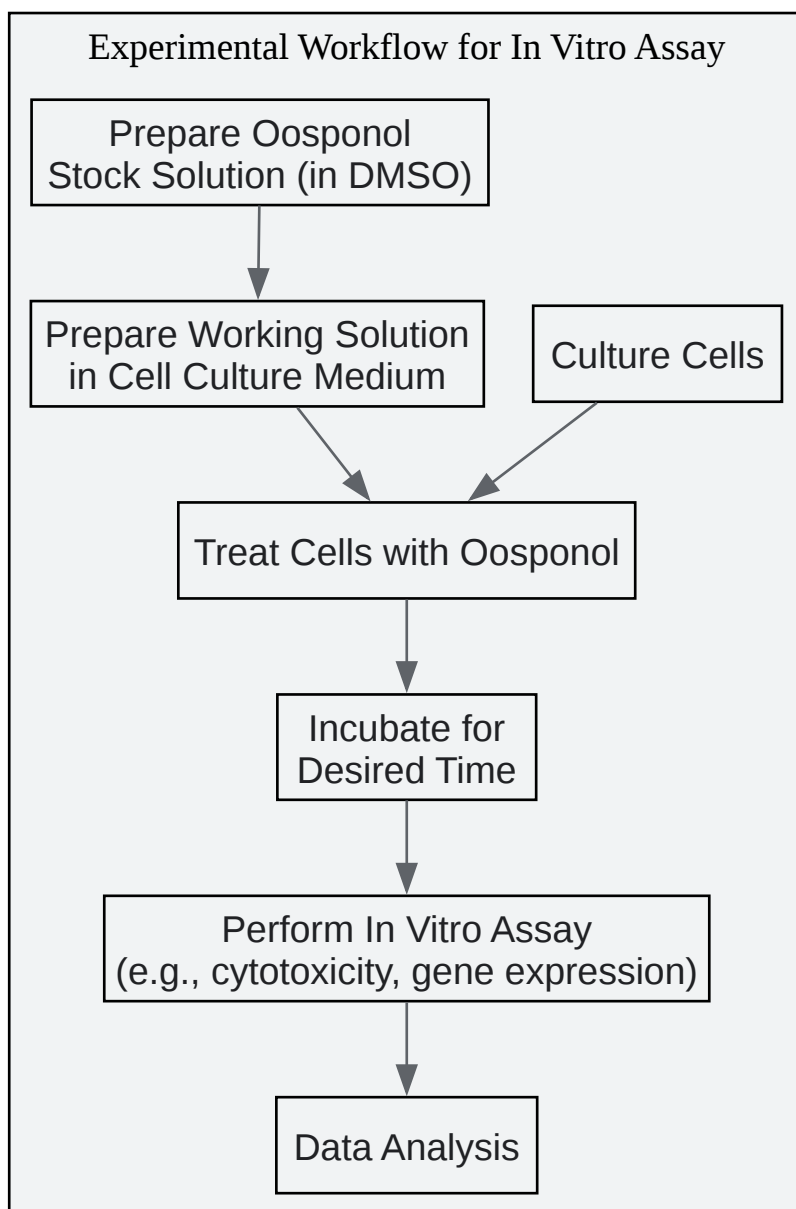 Experimental Workflow for In Vitro Assay
Prepare Oosponol
Stock Solution (in DMSO)
Prepare Working Solution
in Cell Culture Medium
Culture Cells
Treat Cells with Oosponol
Incubate for
Desired Time
Perform In Vitro Assay
(e.g., cytotoxicity, gene expression)
Data Analysis